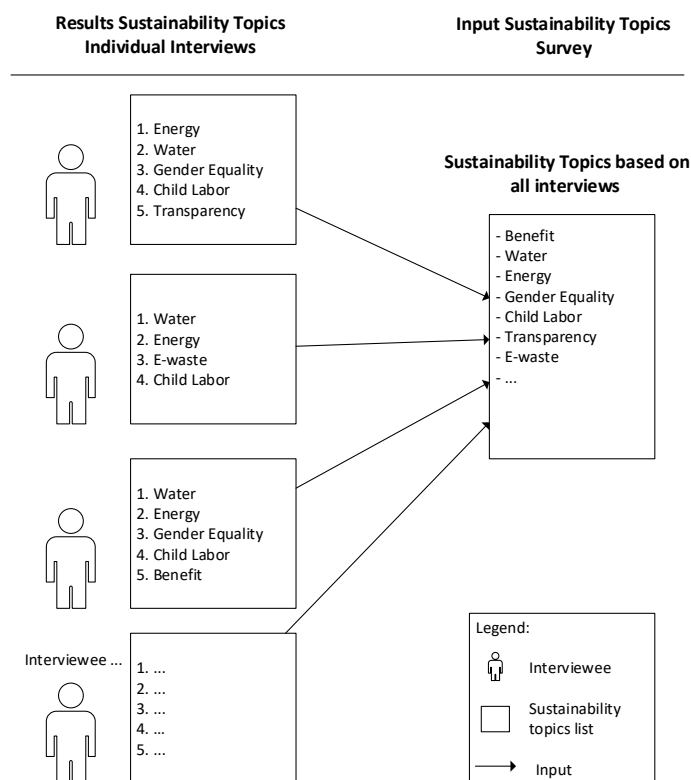 Results Sustainability Topics
Individual Interviews
Input Sustainability Topics
Survey
1. Energy
2. Water
3. Gender Equality
4. Child Labor
5. Transparency
1. Water
2. Energy
3. E-waste
4. Child Labor
1. Water
2. Energy
3. Gender Equality
4. Child Labor
5. Benefit
Interviewee ...
1. ...
2. ...
3. ...
4. ...
5. ...
Sustainability Topics based on
all interviews
- Benefit
- Water
- Energy
- Gender Equality
- Child Labor
- Transparency
- E-waste
- ...
Legend:
Interviewee
Sustainability
topics list
Input